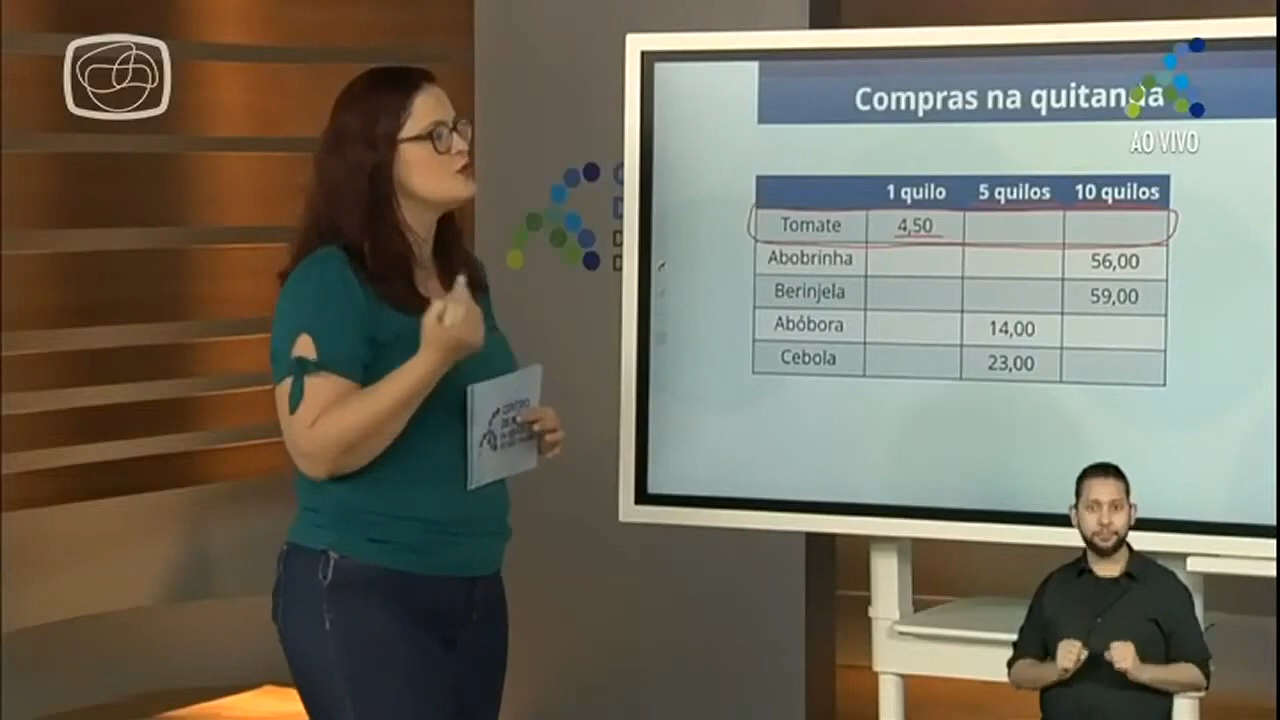 Compras na quitanda
AO VIVO
1 quilo 5 quilos 10 quilos
Tomate 4,50
Abobrinha 56,00
Berinjela 59,00
Abóbora 14,00
Cebola 23,00